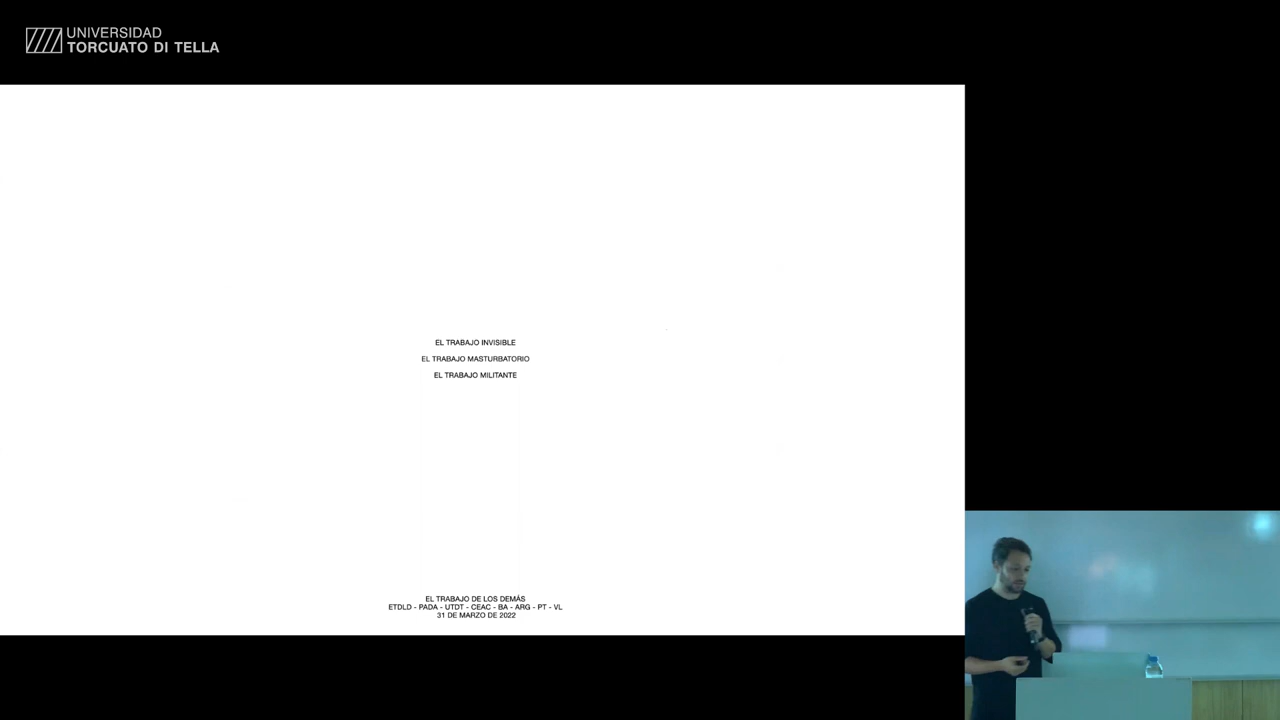 UNIVERSIDAD
TORCUATO DI TELLA
EL TRABAJO INVISIBLE
EL TRABAJO MASTURBATORIO
EL TRABAJO MILITANTE
EL TRABAJO DE LOS DEMÁS
ETDLD - PADA - UTDT - CEAC - BA - ARG - PT - VL
31 DE MARZO DE 2022